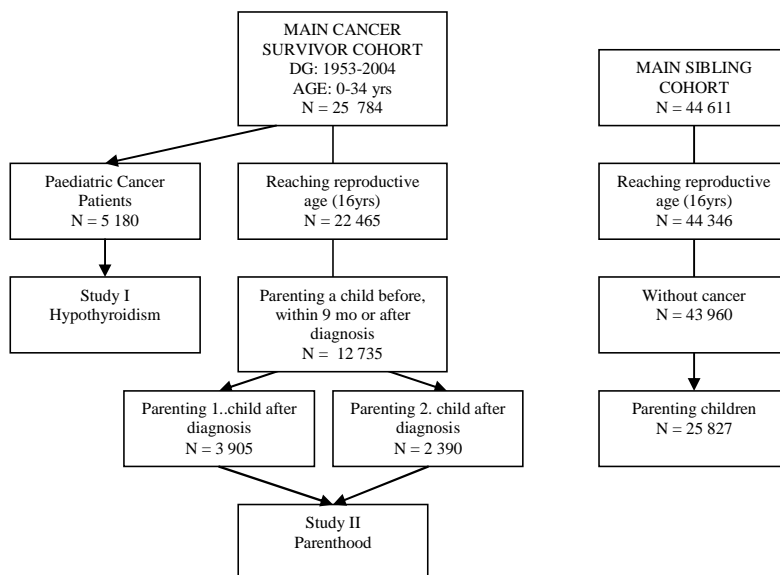 MAIN CANCER
SURVIVOR COHORT
DG: 1953-2004
AGE: 0-34 yrs
N = 25 784
MAIN SIBLING
COHORT
N = 44 611
Paediatric Cancer
Patients
N = 5 180
Reaching reproductive
age (16yrs)
N = 22 465
Reaching reproductive
age (16yrs)
N = 44 346
Study I
Hypothyroidism
Parenting a child before,
within 9 mo or after
diagnosis
N = 12 735
Without cancer
N = 43 960
Parenting 1..child after
diagnosis
N = 3 905
Parenting 2. child after
diagnosis
N = 2 390
Parenting children
N = 25 827
Study II
Parenthood